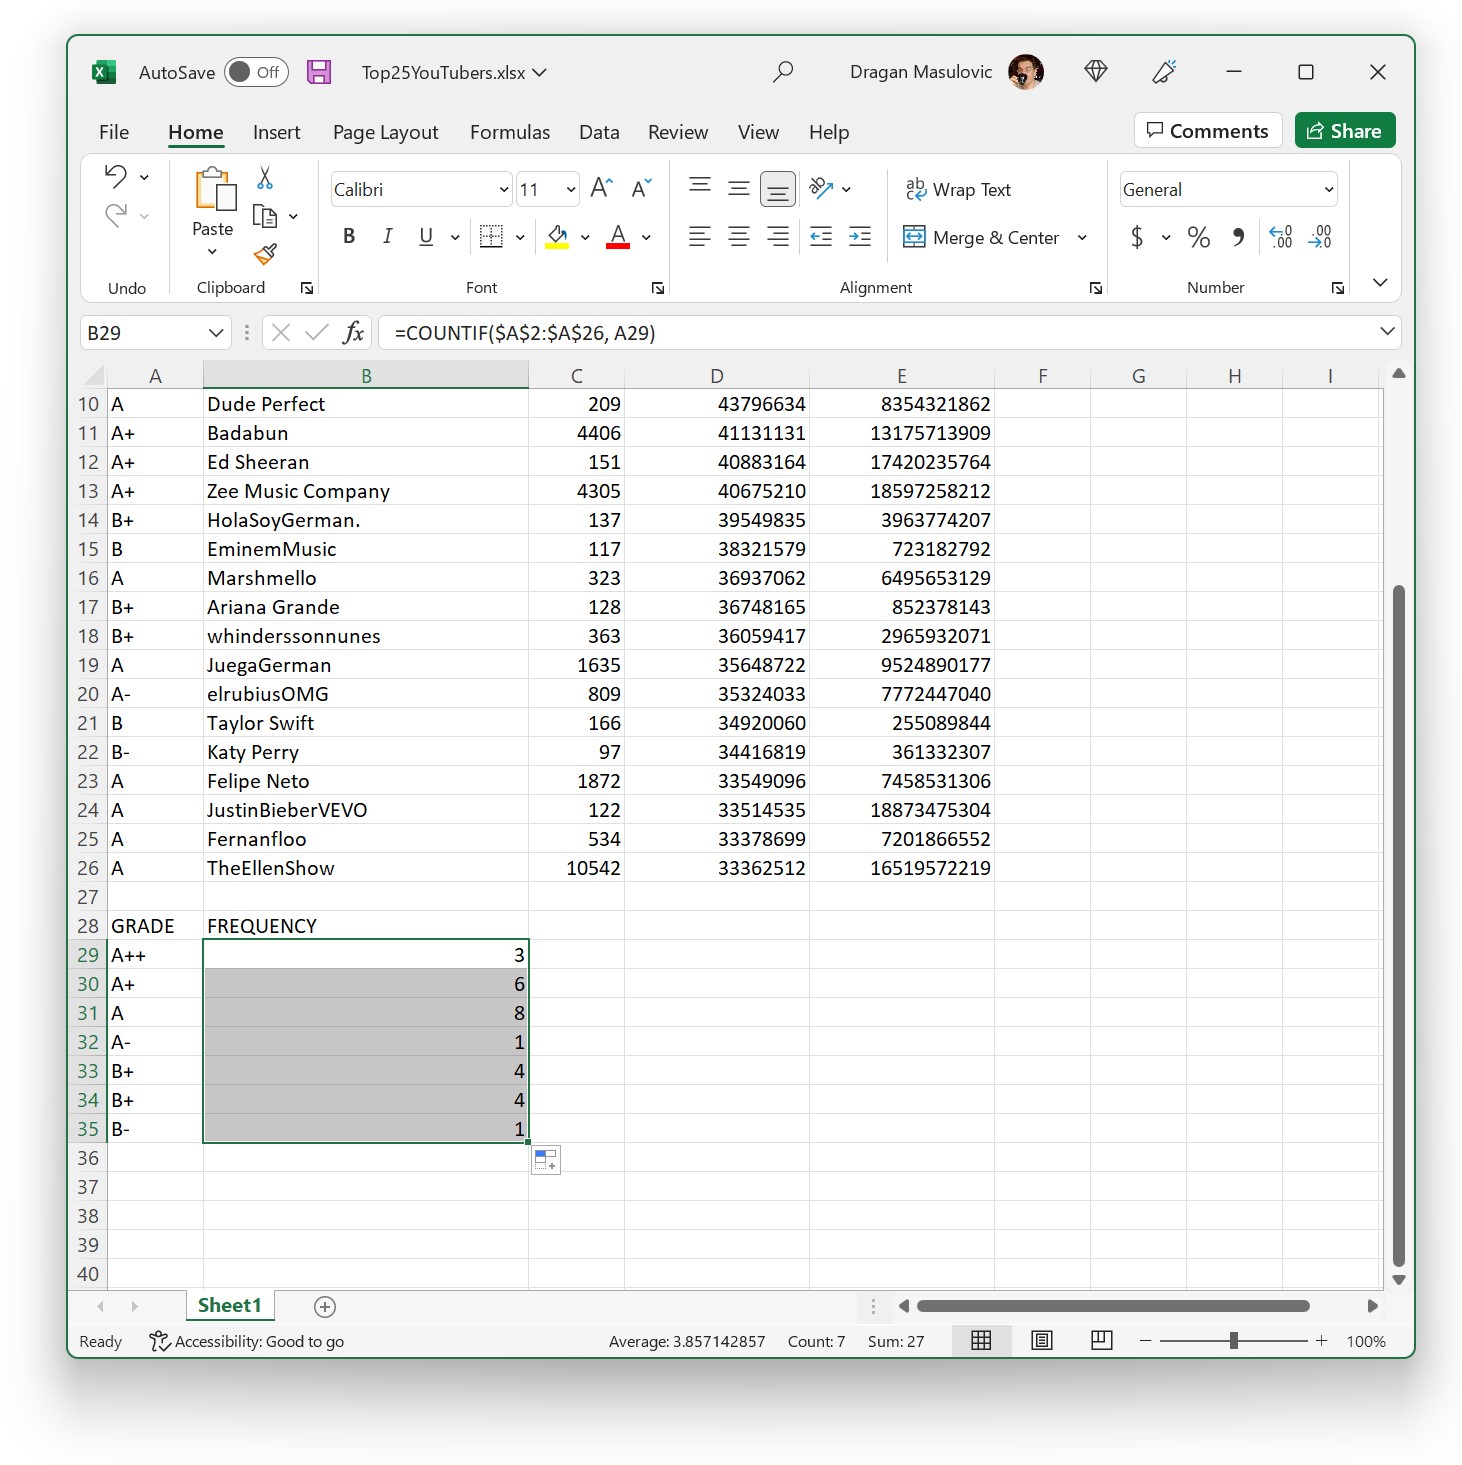 AutoSave Off Top25YouTubers.xlsx Dragan Masulovic
File Home Insert Page Layout Formulas Data Review View Help Comments Share
Calibri 11 ab Wrap Text General
Paste B I U A Merge & Center $ % , .00
Undo Clipboard Font Alignment Number
B29 fx =COUNTIF($A$2:$A$26, A29)
A B C D E F G H I
10 A Dude Perfect 209 43796634 8354321862
11 A+ Badabun 4406 41131131 13175713909
12 A+ Ed Sheeran 151 40883164 17420235764
13 A+ Zee Music Company 4305 40675210 18597258212
14 B+ HolaSoyGerman. 137 39549835 3963774207
15 B EminemMusic 117 38321579 723182792
16 A Marshmello 323 36937062 6495653129
17 B+ Ariana Grande 128 36748165 852378143
18 B+ whinderssonnunes 363 36059417 2965932071
19 A JuegaGerman 1635 35648722 9524890177
20 A- elrubiusOMG 809 35324033 7772447040
21 B Taylor Swift 166 34920060 255089844
22 B- Katy Perry 97 34416819 361332307
23 A Felipe Neto 1872 33549096 7458531306
24 A JustinBieberVEVO 122 33514535 18873475304
25 A Fernanfloo 534 33378699 7201866552
26 A TheEllenShow 10542 33362512 16519572219
27
28 GRADE FREQUENCY
29 A++ 3
30 A+ 6
31 A 8
32 A- 1
33 B+ 4
34 B+ 4
35 B- 1
36
37
38
39
40
Sheet1
Ready Accessibility: Good to go Average: 3.857142857 Count: 7 Sum: 27 100%